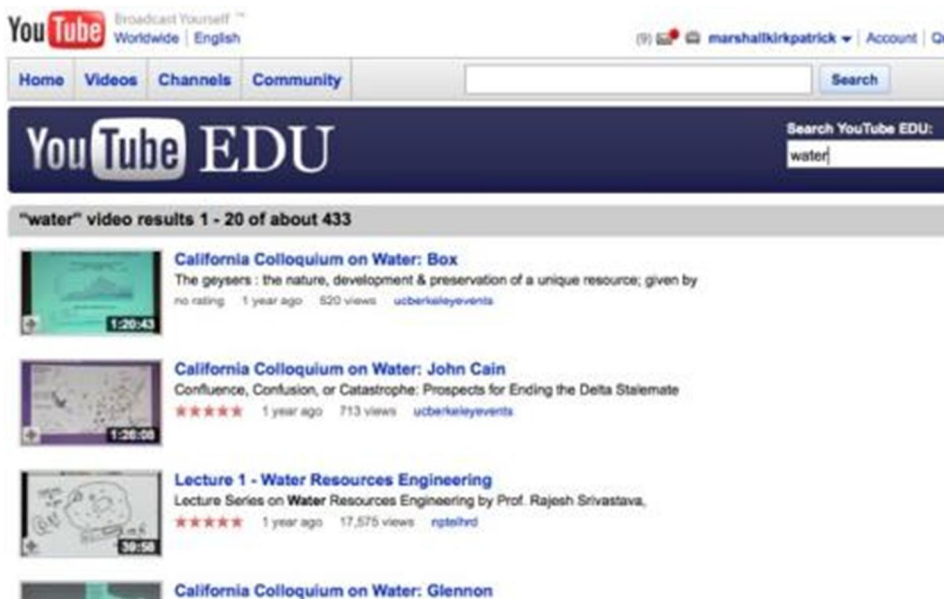 YouTube Broadcast Yourself ™
Worldwide | English
(9) marshallkirkpatrick Account
Home Videos Channels Community
Search
YouTube EDU
Search YouTube EDU:
water
"water" video results 1 - 20 of about 433
California Colloquium on Water: Box
The geysers : the nature, development & preservation of a unique resource; given by
no rating 1 year ago 520 views ucberkeleyevents
1:20:43
California Colloquium on Water: John Cain
Confluence, Confusion, or Catastrophe: Prospects for Ending the Delta Stalemate
1 year ago 713 views ucberkeleyevents
Lecture 1 - Water Resources Engineering
Lecture Series on Water Resources Engineering by Prof. Rajesh Srivastava,
1 year ago 17,575 views nptelhrd
California Colloquium on Water: Glennon